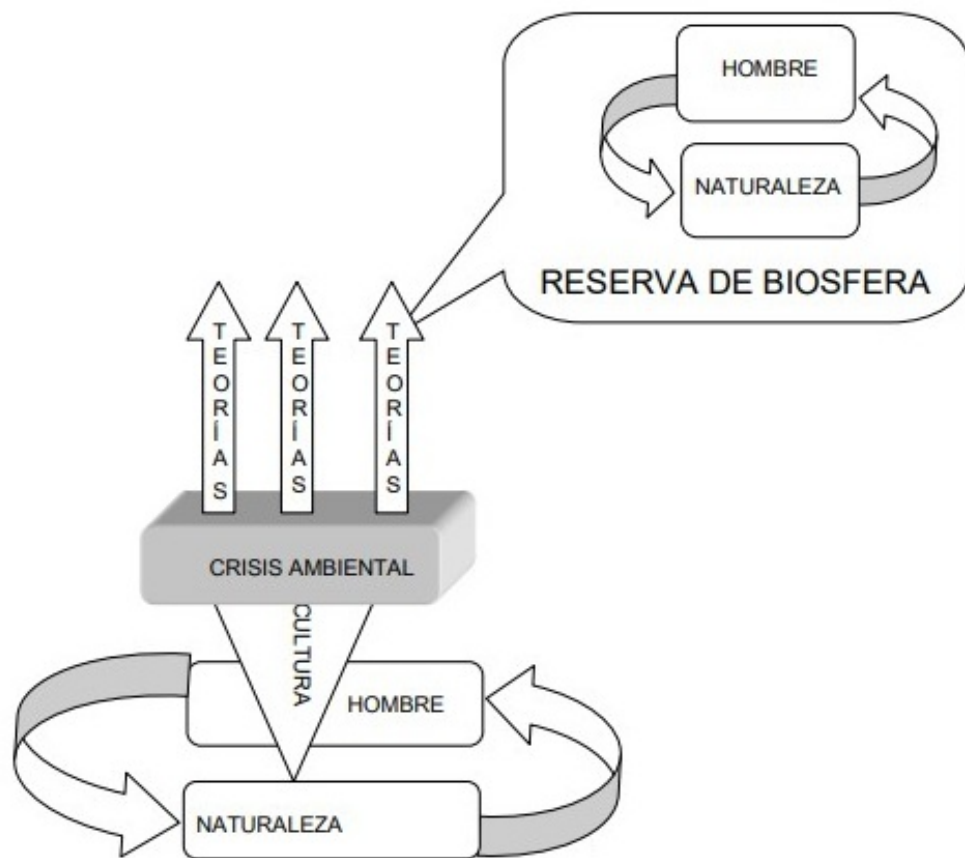 HOMBRE
NATURALEZA
RESERVA DE BIOSFERA
TEORÍAS
TEORÍAS
TEORÍAS
CRISIS AMBIENTAL
CULTURA
HOMBRE
NATURALEZA